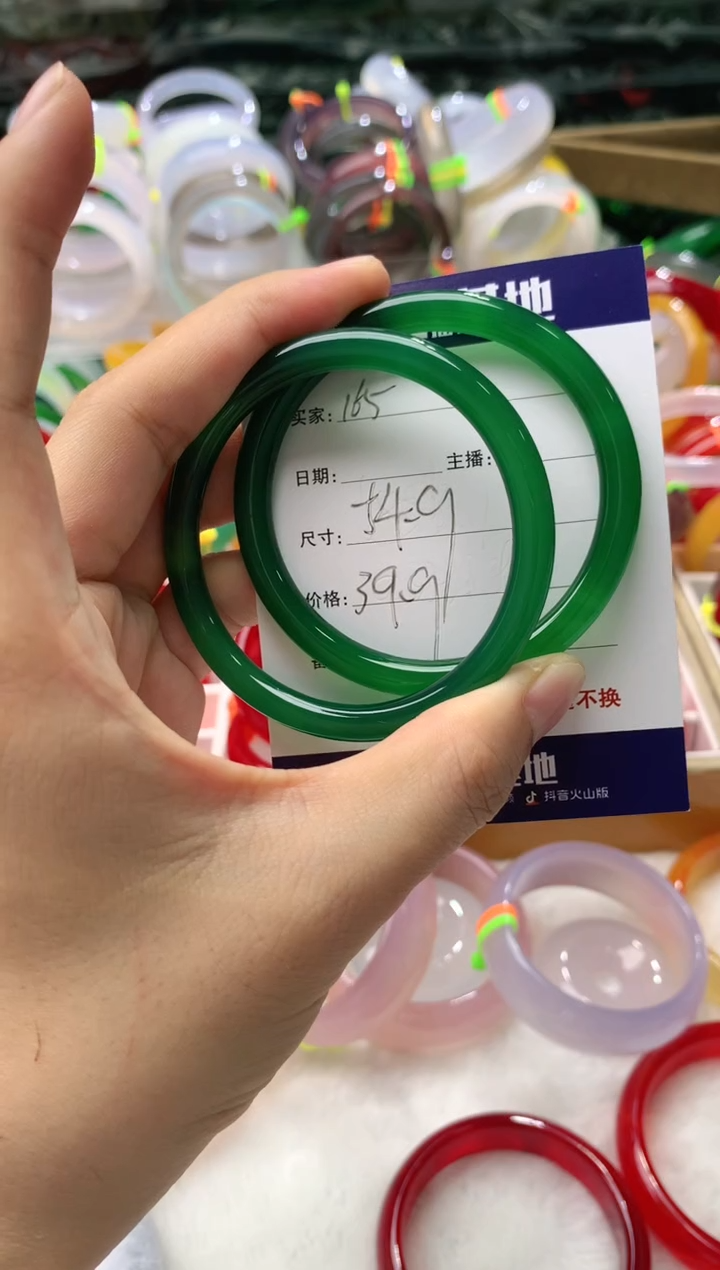 基地
买家: 165
日期: 主播:
尺寸: 54.9
价格: 39.9
不换
基地
抖音火山版